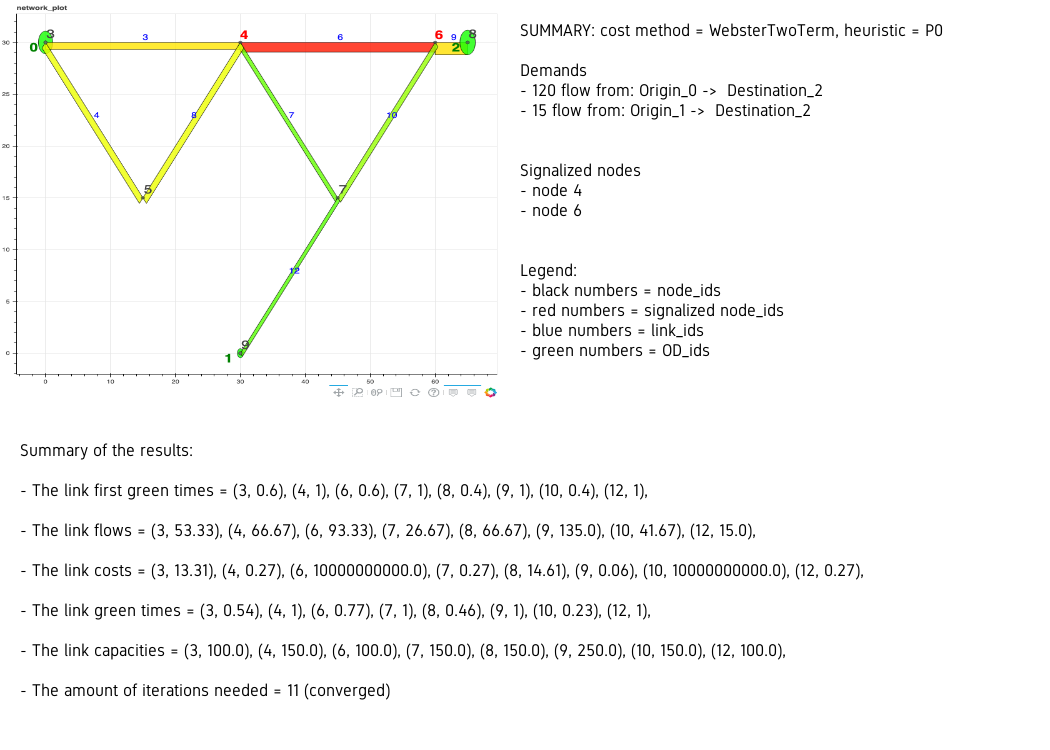 network_plot
3
0
3
4
6
6
9
2
8
4
8
7
10
5
7
12
9
1
30
25
20
15
10
5
0
0
10
20
30
40
50
60
SUMMARY: cost method = WebsterTwoTerm, heuristic = P0
Demands
- 120 flow from: Origin_0 -> Destination_2
- 15 flow from: Origin_1 -> Destination_2
Signalized nodes
- node 4
- node 6
Legend:
- black numbers = node_ids
- red numbers = signalized node_ids
- blue numbers = link_ids
- green numbers = OD_ids
Summary of the results:
- The link first green times = (3, 0.6), (4, 1), (6, 0.6), (7, 1), (8, 0.4), (9, 1), (10, 0.4), (12, 1),
- The link flows = (3, 53.33), (4, 66.67), (6, 93.33), (7, 26.67), (8, 66.67), (9, 135.0), (10, 41.67), (12, 15.0),
- The link costs = (3, 13.31), (4, 0.27), (6, 10000000000.0), (7, 0.27), (8, 14.61), (9, 0.06), (10, 10000000000.0), (12, 0.27),
- The link green times = (3, 0.54), (4, 1), (6, 0.77), (7, 1), (8, 0.46), (9, 1), (10, 0.23), (12, 1),
- The link capacities = (3, 100.0), (4, 150.0), (6, 100.0), (7, 150.0), (8, 150.0), (9, 250.0), (10, 150.0), (12, 100.0),
- The amount of iterations needed = 11 (converged)